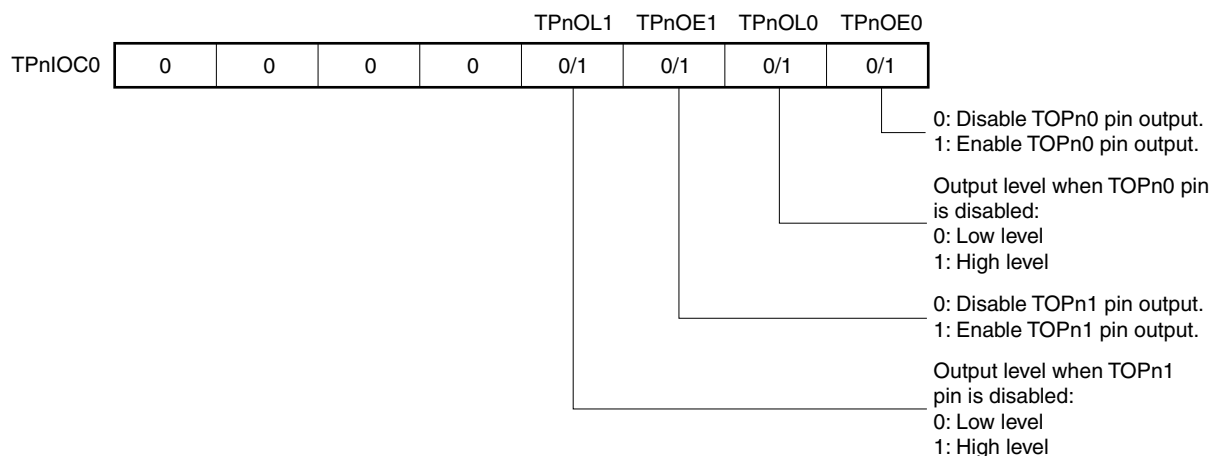 TPnOL1 TPnOE1 TPnOL0 TPnOE0
TPnIOC0 0 0 0 0 0/1 0/1 0/1 0/1
0: Disable TOPn0 pin output.
1: Enable TOPn0 pin output.
Output level when TOPn0 pin
is disabled:
0: Low level
1: High level
0: Disable TOPn1 pin output.
1: Enable TOPn1 pin output.
Output level when TOPn1
pin is disabled:
0: Low level
1: High level